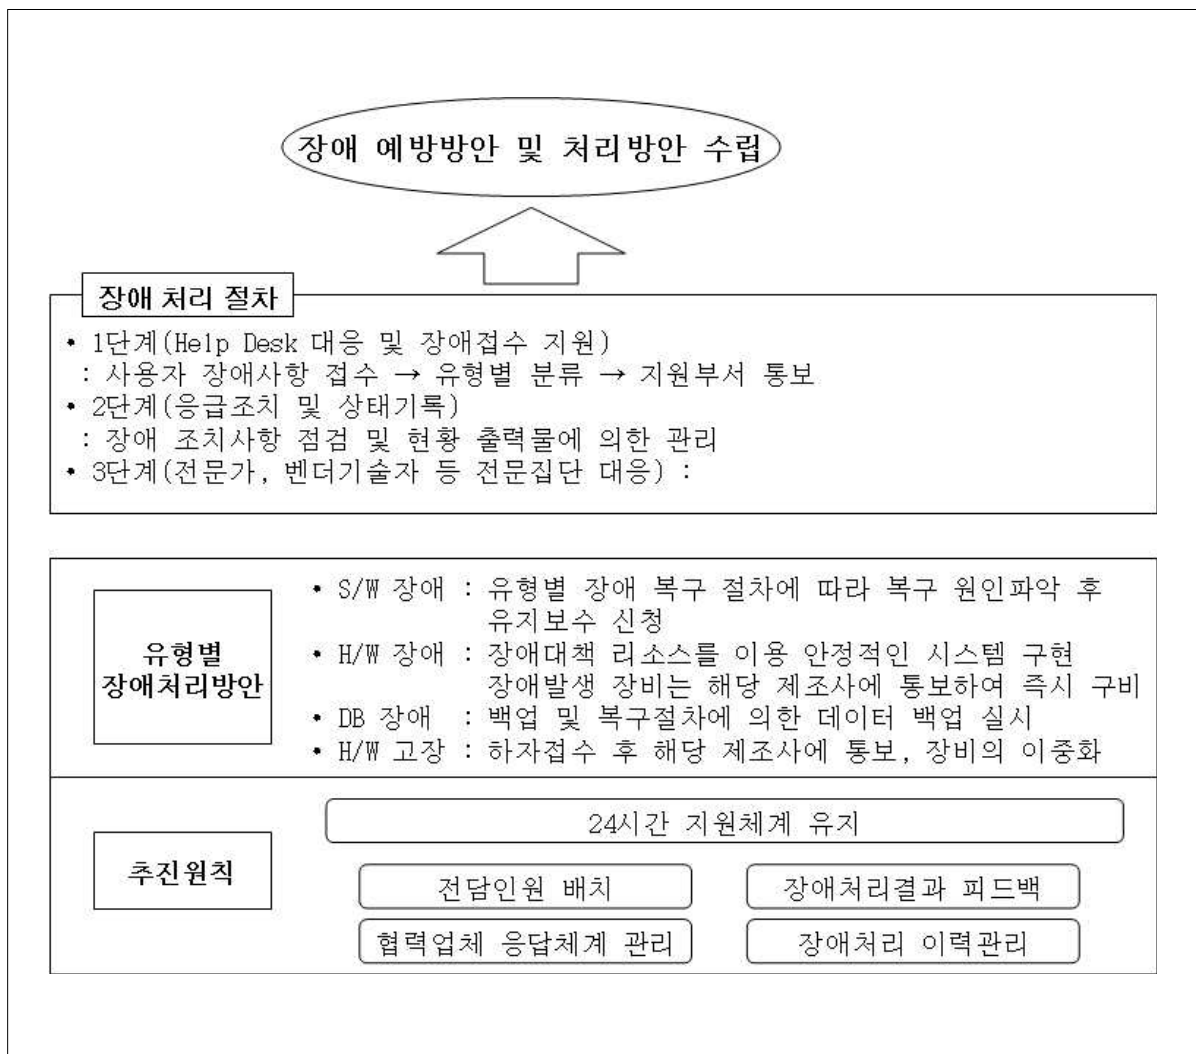 장애 예방방안 및 처리방안 수립
장애 처리 절차
• 1단계(Help Desk 대응 및 장애접수 지원)
: 사용자 장애사항 접수 → 유형별 분류 → 지원부서 통보
• 2단계(응급조치 및 상태기록)
: 장애 조치사항 점검 및 현황 출력물에 의한 관리
• 3단계(전문가, 벤더기술자 등 전문집단 대응) :
유형별
장애처리방안
• S/W 장애 : 유형별 장애 복구 절차에 따라 복구 원인파악 후
유지보수 신청
• H/W 장애 : 장애대책 리소스를 이용 안정적인 시스템 구현
장애발생 장비는 해당 제조사에 통보하여 즉시 구비
• DB 장애 : 백업 및 복구절차에 의한 데이터 백업 실시
• H/W 고장 : 하자접수 후 해당 제조사에 통보, 장비의 이중화
추진원칙
24시간 지원체계 유지
전담인원 배치
장애처리결과 피드백
협력업체 응답체계 관리
장애처리 이력관리